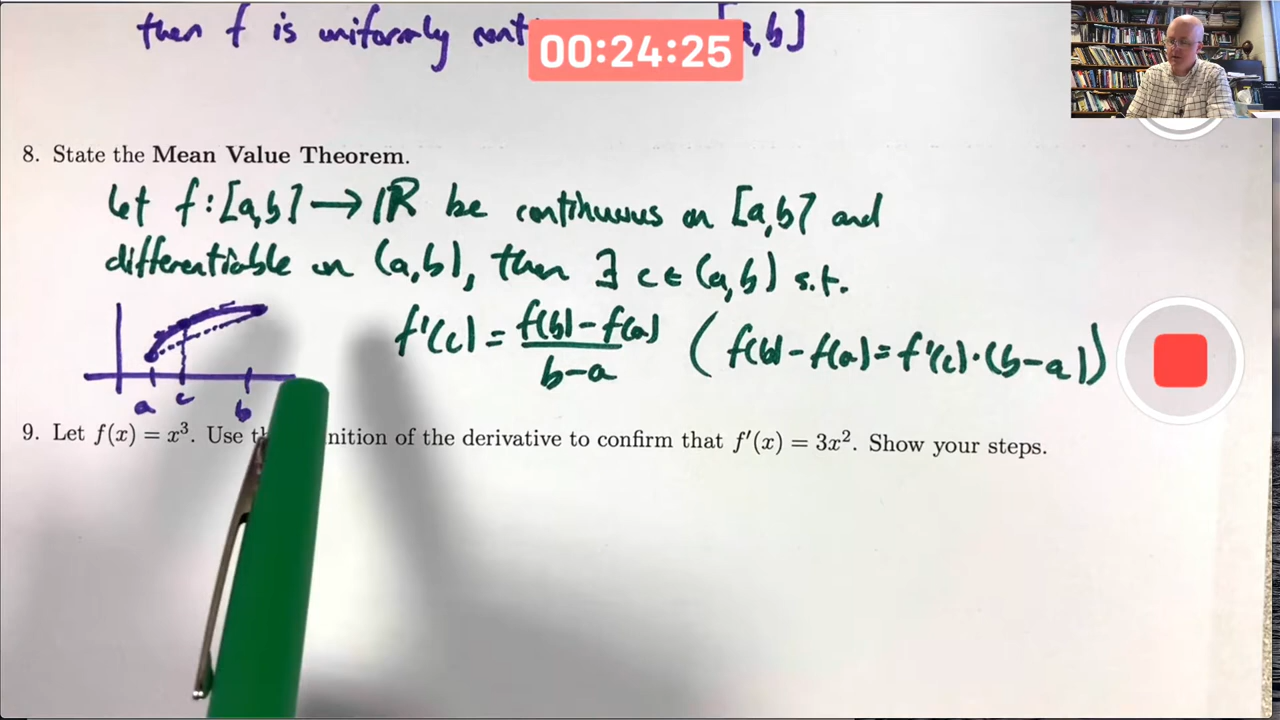 then f is uniformly cont [a,b]
00:24:25
8. State the Mean Value Theorem.
Let f:[a,b]→ℝ be continuous on [a,b] and
differentiable on (a,b), then ∃ c∈(a,b) s.t.
f'(c) = f(b)-f(a) / b-a (f(b)-f(a)=f'(c)·(b-a))
a c b
9. Let f(x) = x³. Use nition of the derivative to confirm that f′(x) = 3x². Show your steps.